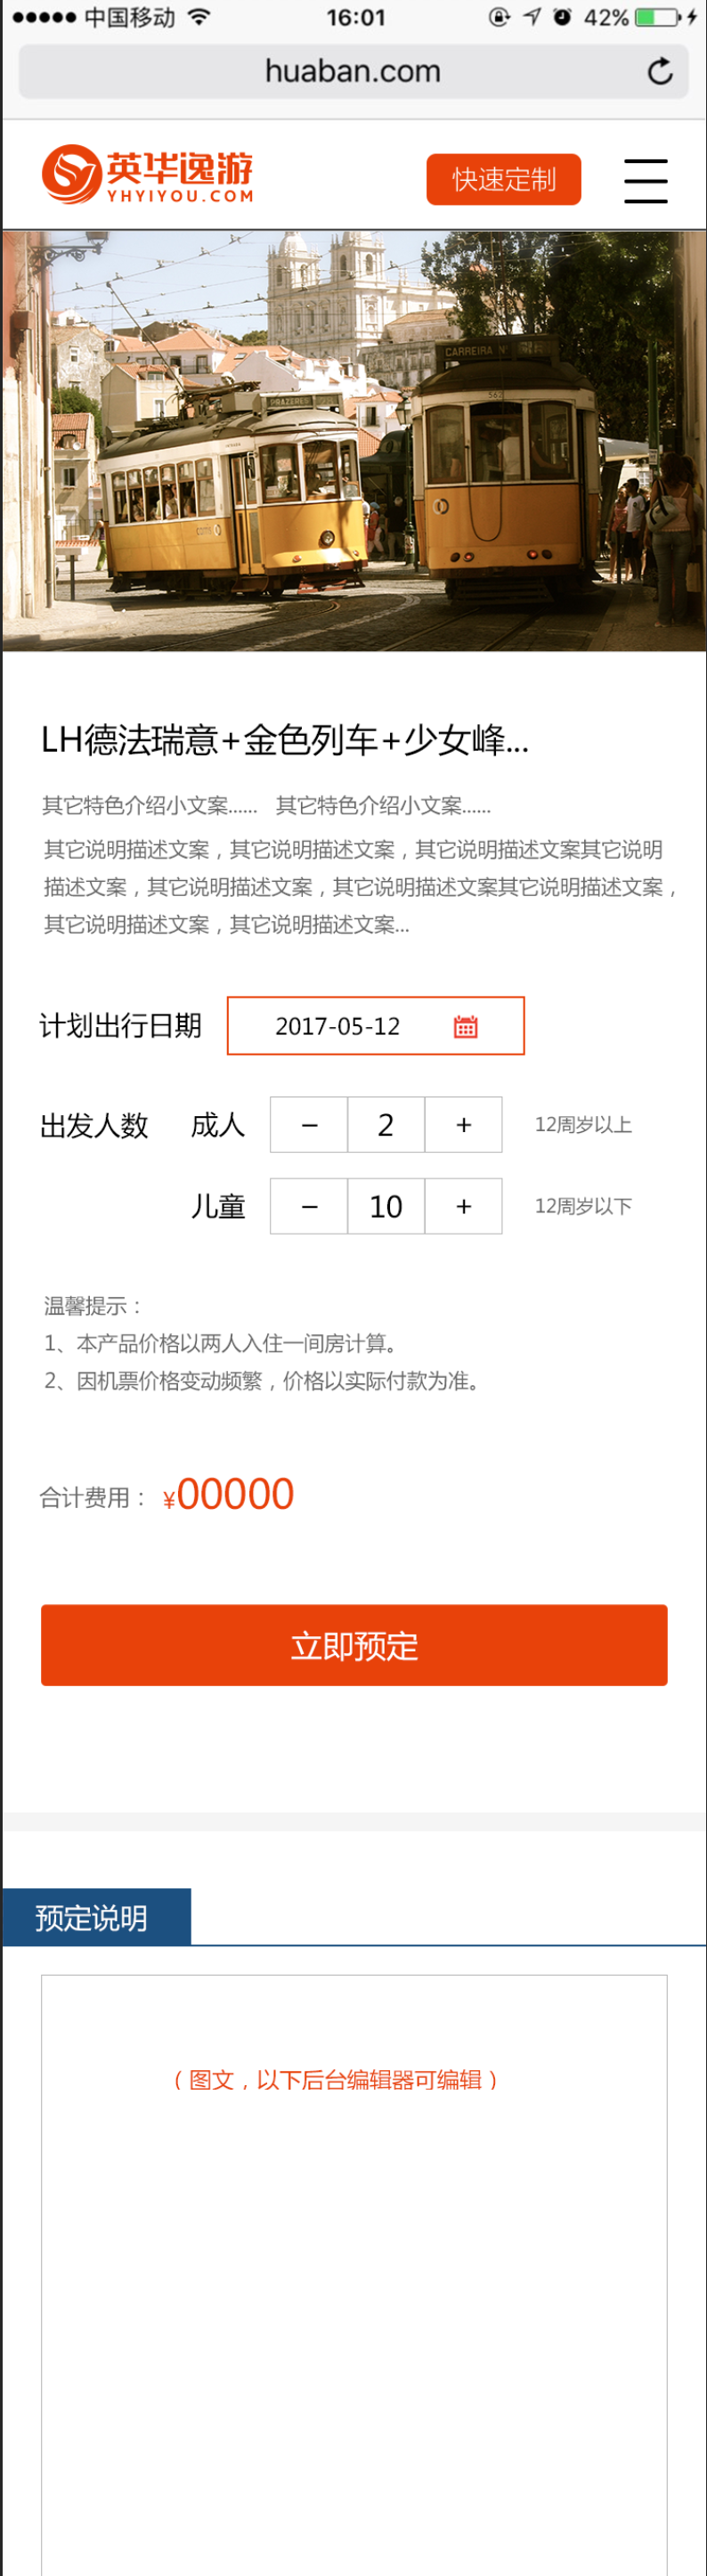 中国移动 16:01 42%
huaban.com
英华逸游
YHYIYOU.COM
快速定制
CARREIRA Nº
PRAZERES
562
LH德法瑞意+金色列车+少女峰...
其它特色介绍小文案...... 其它特色介绍小文案......
其它说明描述文案，其它说明描述文案，其它说明描述文案其它说明
描述文案，其它说明描述文案，其它说明描述文案其它说明描述文案，
其它说明描述文案，其它说明描述文案...
计划出行日期 2017-05-12
出发人数 成人 − 2 + 12周岁以上
儿童 − 10 + 12周岁以下
温馨提示：
1、本产品价格以两人入住一间房计算。
2、因机票价格变动频繁，价格以实际付款为准。
合计费用： ¥00000
立即预定
预定说明
（图文，以下后台编辑器可编辑）